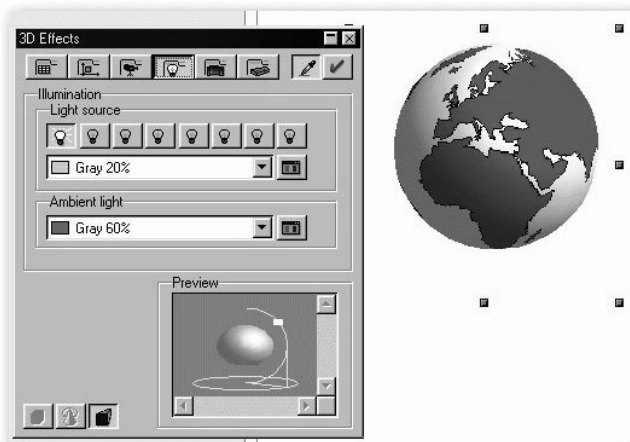 3D Effects
Illumination
Light source
Gray 20%
Ambient light
Gray 60%
Preview